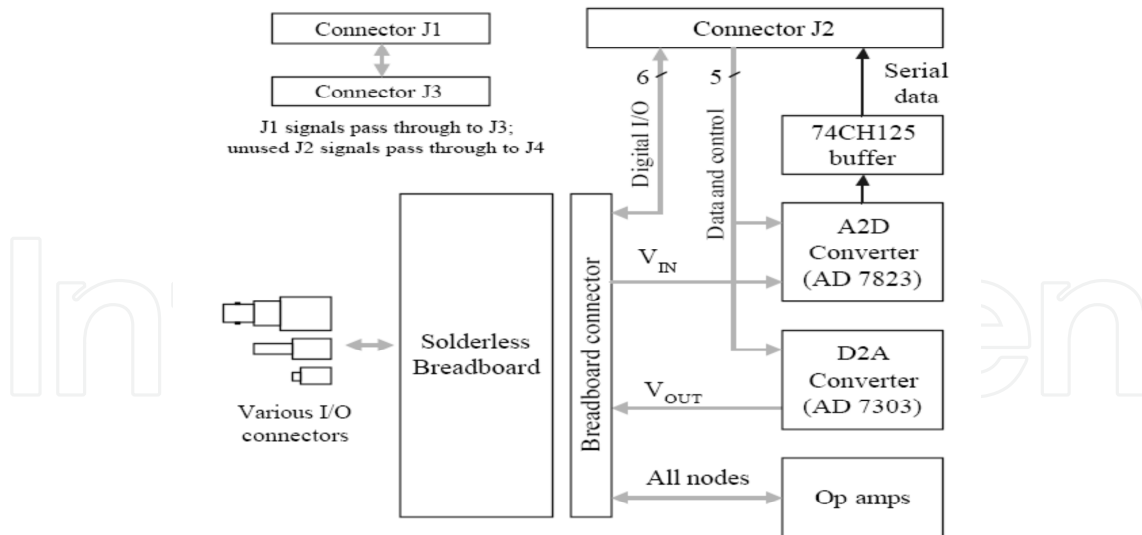 Connector J1
Connector J3
J1 signals pass through to J3;
unused J2 signals pass through to J4
Connector J2
6
5
Serial
data
Digital I/O
Data and control
74CH125
buffer
A2D
Converter
(AD 7823)
V IN
Breadboard connector
Solderless
Breadboard
Various I/O
connectors
D2A
Converter
(AD 7303)
V OUT
All nodes
Op amps
In
en